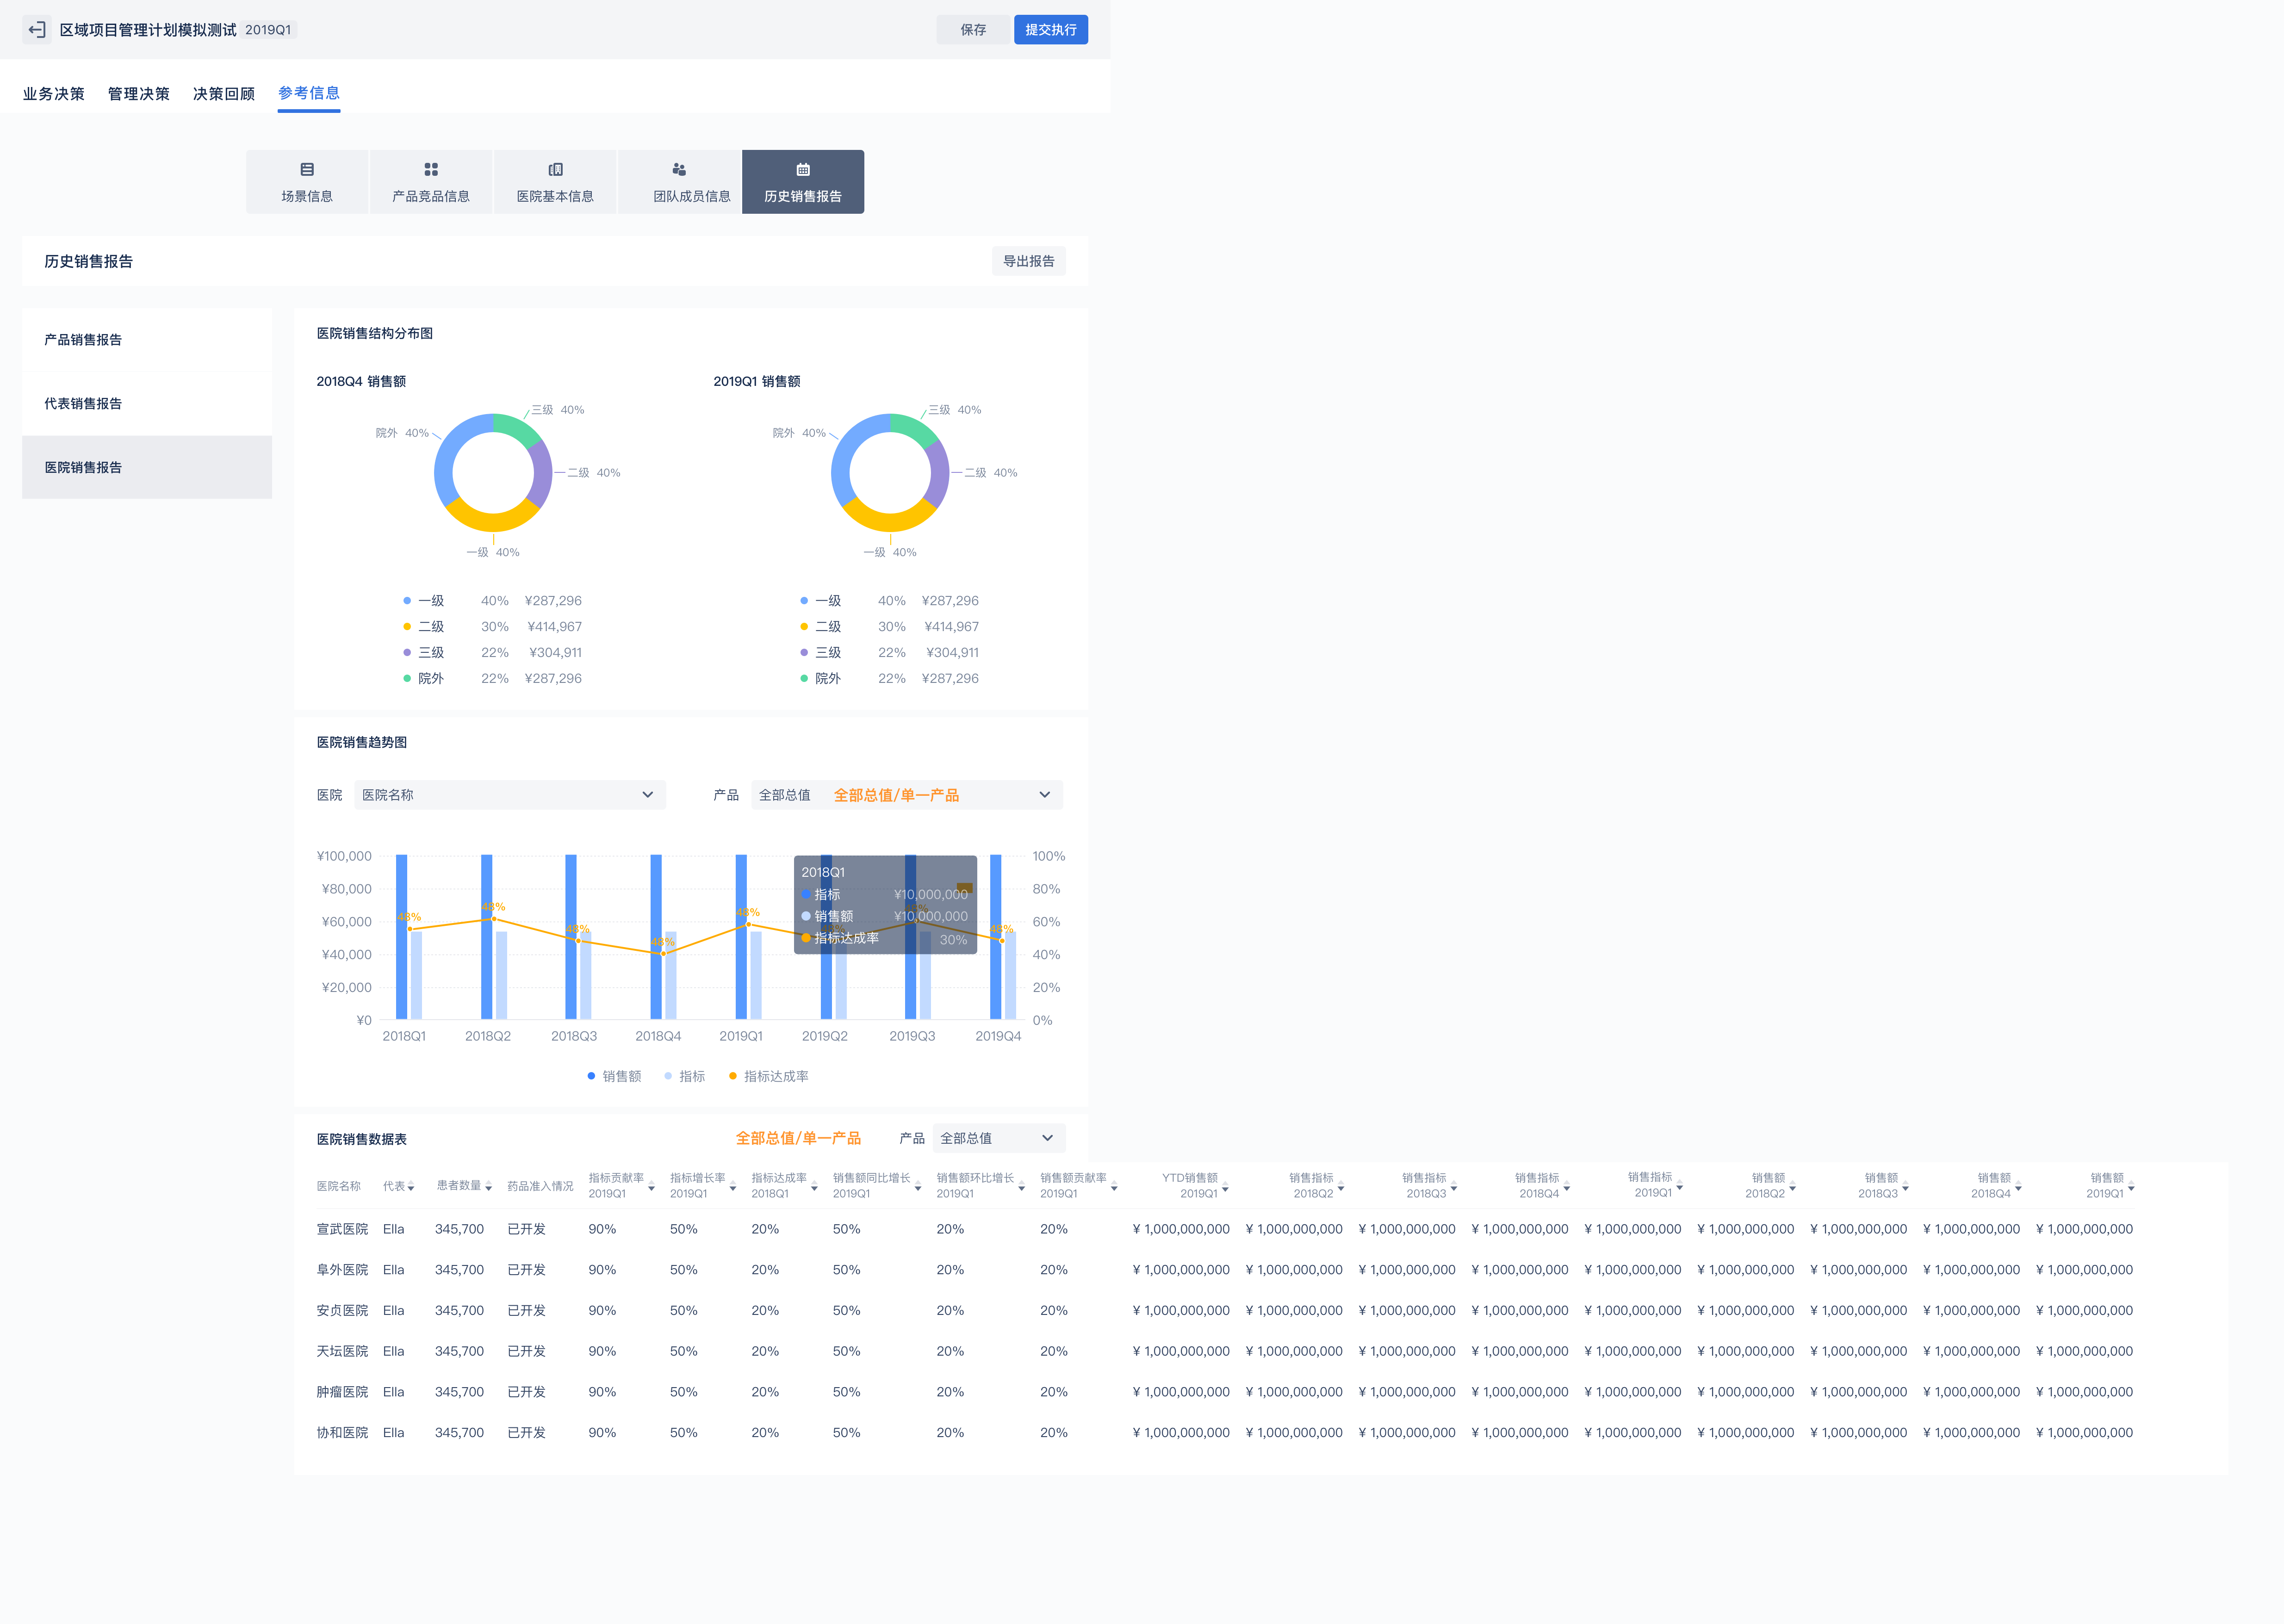 区域项目管理计划模拟测试 2019Q1 保存 提交执行
业务决策 管理决策 决策回顾 参考信息
场景信息 产品竞品信息 医院基本信息 团队成员信息 历史销售报告
历史销售报告 导出报告
产品销售报告
代表销售报告
医院销售报告
医院销售结构分布图
2018Q4 销售额
三级 40%
院外 40%
二级 40%
一级 40%
一级 40% ¥287,296
二级 30% ¥414,967
三级 22% ¥304,911
院外 22% ¥287,296
2019Q1 销售额
三级 40%
院外 40%
二级 40%
一级 40%
一级 40% ¥287,296
二级 30% ¥414,967
三级 22% ¥304,911
院外 22% ¥287,296
医院销售趋势图
医院 医院名称 产品 全部总值 全部总值/单一产品
¥100,000 100%
¥80,000 80%
¥60,000 60%
¥40,000 40%
¥20,000 20%
¥0 0%
48% 48% 48% 48% 48% 48%
2018Q1
指标 ¥10,000,000
销售额 ¥10,000,000
指标达成率 30%
2018Q1 2018Q2 2018Q3 2018Q4 2019Q1 2019Q2 2019Q3 2019Q4
销售额 指标 指标达成率
医院销售数据表 全部总值/单一产品 产品 全部总值
医院名称 代表 患者数量 药品准入情况 指标贡献率 2019Q1 指标增长率 2019Q1 指标达成率 2018Q1 销售额同比增长 2019Q1 销售额环比增长 2019Q1 销售额贡献率 2019Q1 YTD销售额 2019Q1 销售指标 2018Q2 销售指标 2018Q3 销售指标 2018Q4 销售指标 2019Q1 销售额 2018Q2 销售额 2018Q3 销售额 2018Q4 销售额 2019Q1
宣武医院 Ella 345,700 已开发 90% 50% 20% 50% 20% 20% ¥ 1,000,000,000 ¥ 1,000,000,000 ¥ 1,000,000,000 ¥ 1,000,000,000 ¥ 1,000,000,000 ¥ 1,000,000,000 ¥ 1,000,000,000 ¥ 1,000,000,000 ¥ 1,000,000,000
阜外医院 Ella 345,700 已开发 90% 50% 20% 50% 20% 20% ¥ 1,000,000,000 ¥ 1,000,000,000 ¥ 1,000,000,000 ¥ 1,000,000,000 ¥ 1,000,000,000 ¥ 1,000,000,000 ¥ 1,000,000,000 ¥ 1,000,000,000 ¥ 1,000,000,000
安贞医院 Ella 345,700 已开发 90% 50% 20% 50% 20% 20% ¥ 1,000,000,000 ¥ 1,000,000,000 ¥ 1,000,000,000 ¥ 1,000,000,000 ¥ 1,000,000,000 ¥ 1,000,000,000 ¥ 1,000,000,000 ¥ 1,000,000,000 ¥ 1,000,000,000
天坛医院 Ella 345,700 已开发 90% 50% 20% 50% 20% 20% ¥ 1,000,000,000 ¥ 1,000,000,000 ¥ 1,000,000,000 ¥ 1,000,000,000 ¥ 1,000,000,000 ¥ 1,000,000,000 ¥ 1,000,000,000 ¥ 1,000,000,000 ¥ 1,000,000,000
肿瘤医院 Ella 345,700 已开发 90% 50% 20% 50% 20% 20% ¥ 1,000,000,000 ¥ 1,000,000,000 ¥ 1,000,000,000 ¥ 1,000,000,000 ¥ 1,000,000,000 ¥ 1,000,000,000 ¥ 1,000,000,000 ¥ 1,000,000,000 ¥ 1,000,000,000
协和医院 Ella 345,700 已开发 90% 50% 20% 50% 20% 20% ¥ 1,000,000,000 ¥ 1,000,000,000 ¥ 1,000,000,000 ¥ 1,000,000,000 ¥ 1,000,000,000 ¥ 1,000,000,000 ¥ 1,000,000,000 ¥ 1,000,000,000 ¥ 1,000,000,000